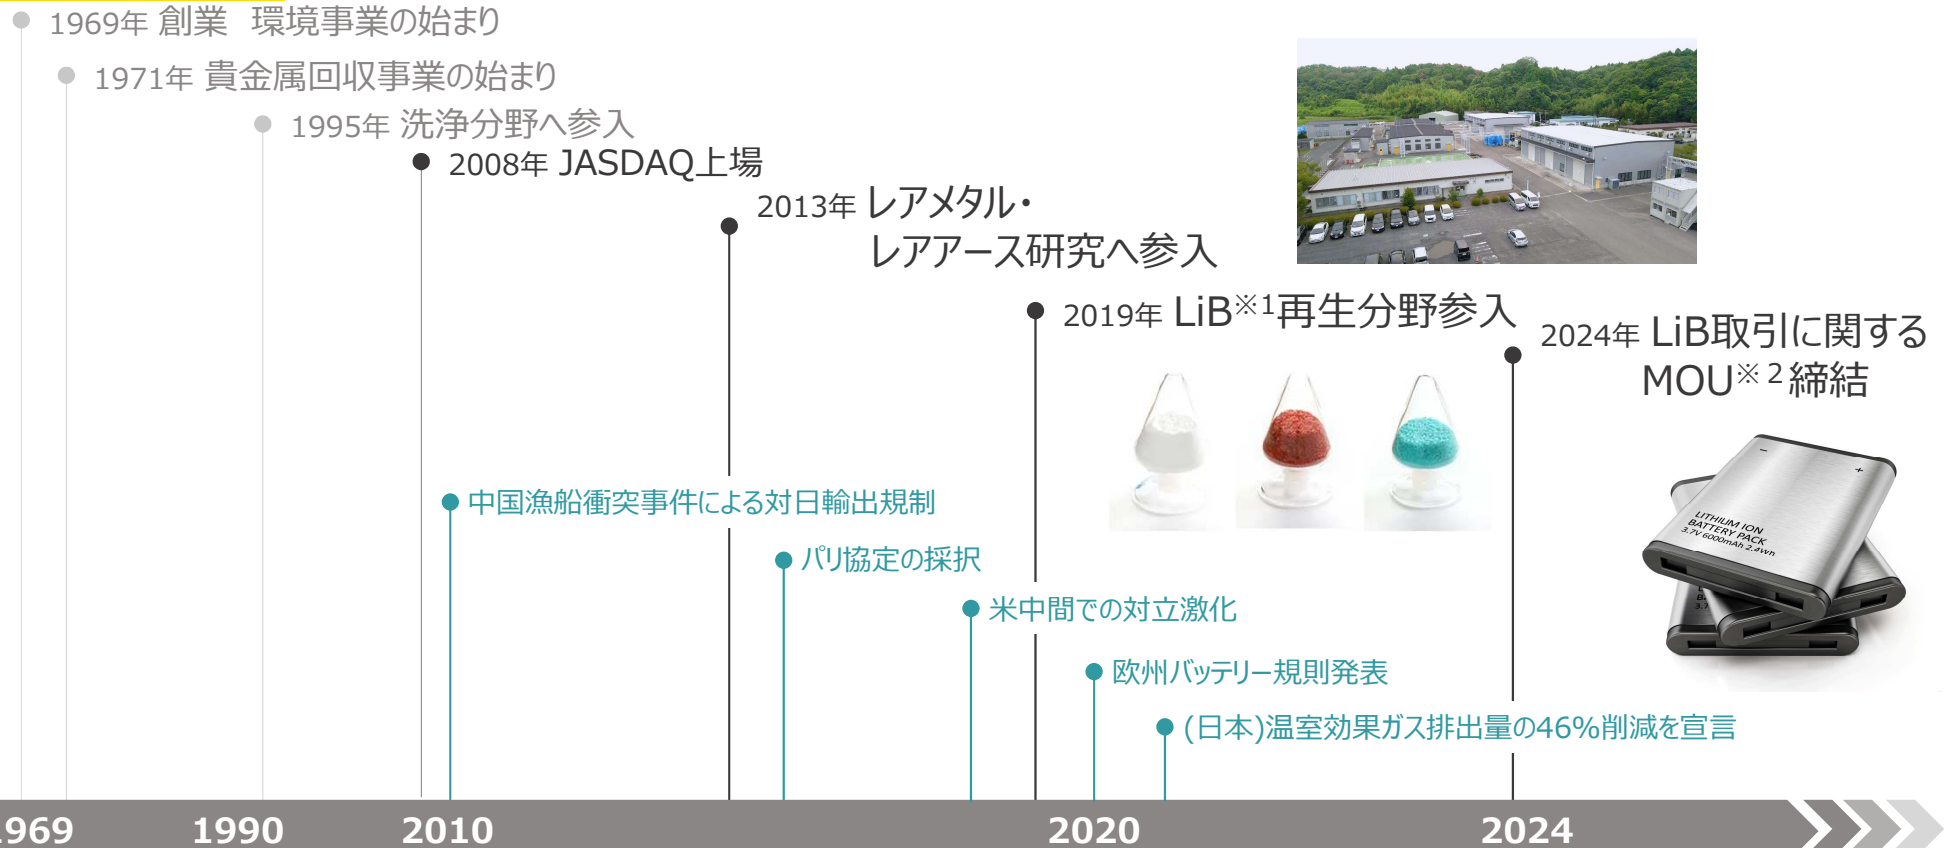 1969年 創業　環境事業の始まり
1971年 貴金属回収事業の始まり
1995年 洗浄分野へ参入
2008年 JASDAQ上場
2013年 レアメタル・
レアアース研究へ参入
2019年 LiB※1再生分野参入
2024年 LiB取引に関する
MOU※2締結
中国漁船衝突事件による対日輸出規制
パリ協定の採択
米中間での対立激化
欧州バッテリー規則発表
(日本)温室効果ガス排出量の46%削減を宣言
- +
LITHIUM ION
BATTERY PACK
3.7V 6000mAh 2.4wn
1969 1990 2010 2020 2024